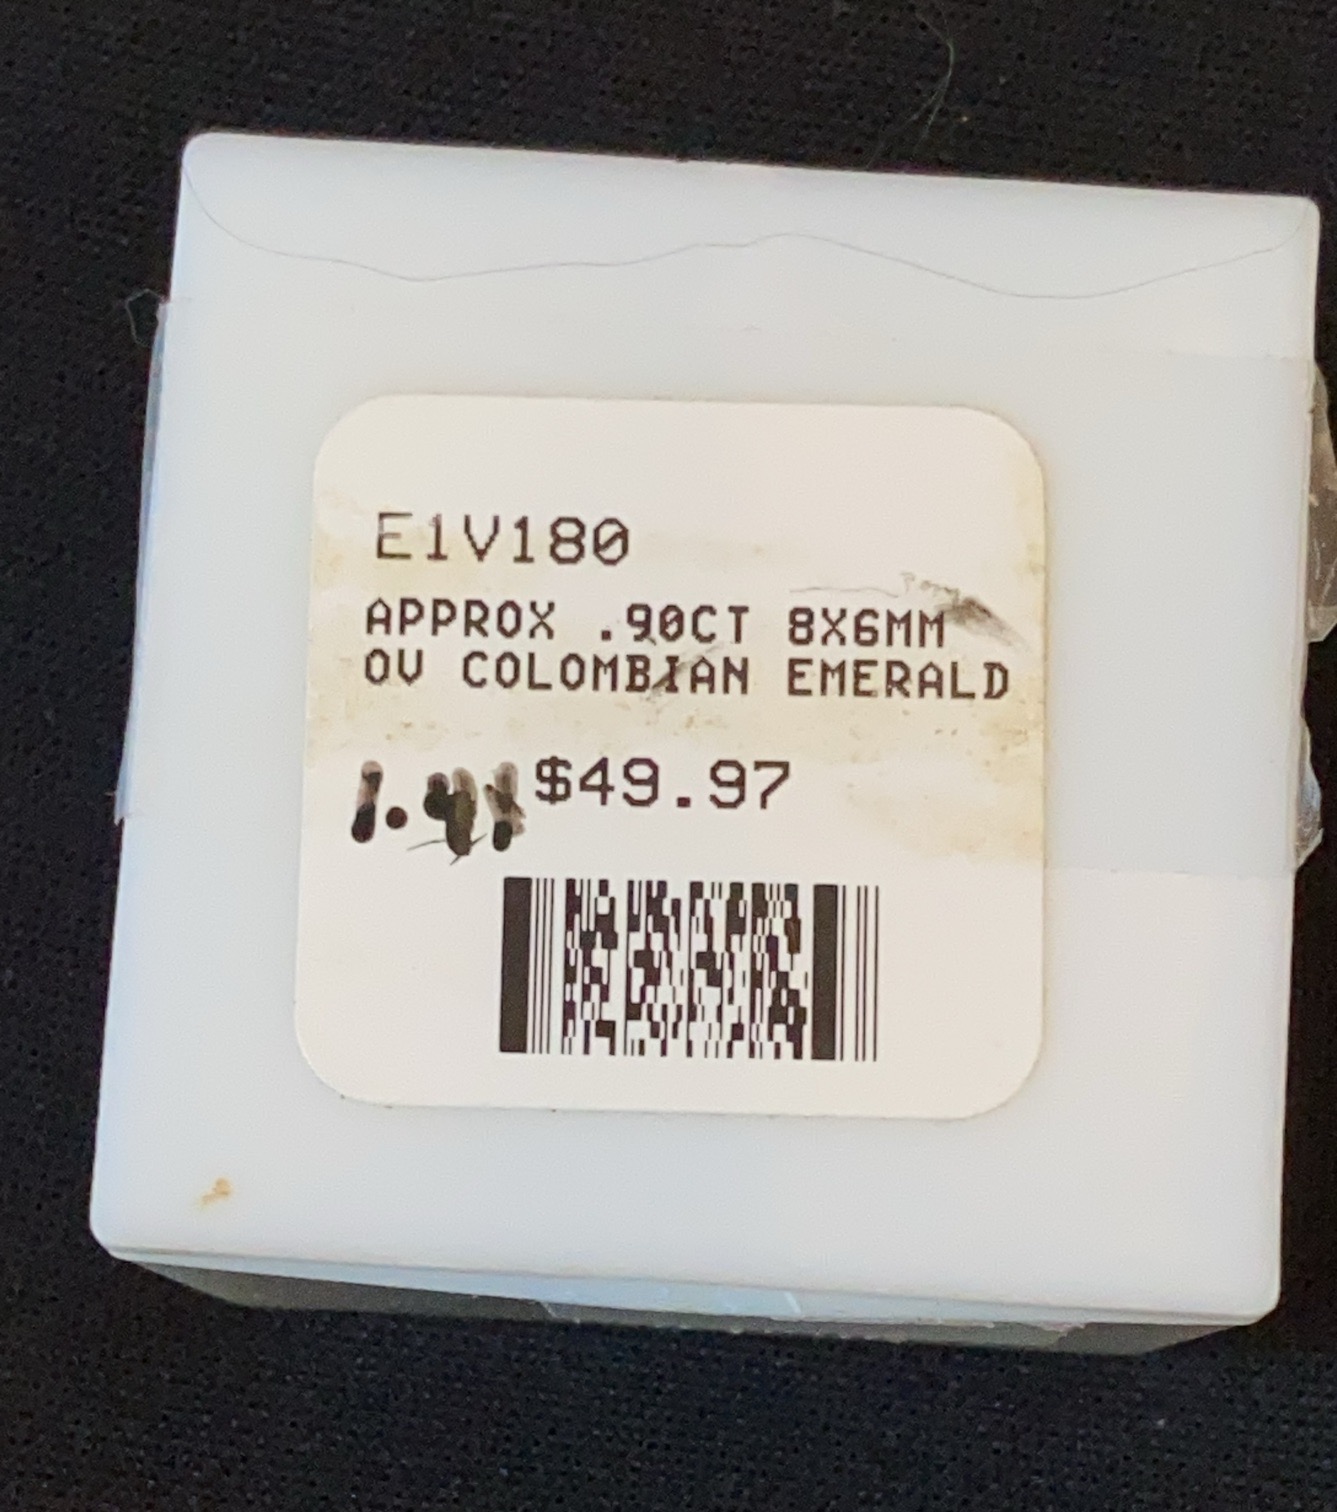 E1V180
APPROX .90CT 8X6MM
OV COLOMBIAN EMERALD
$49.97